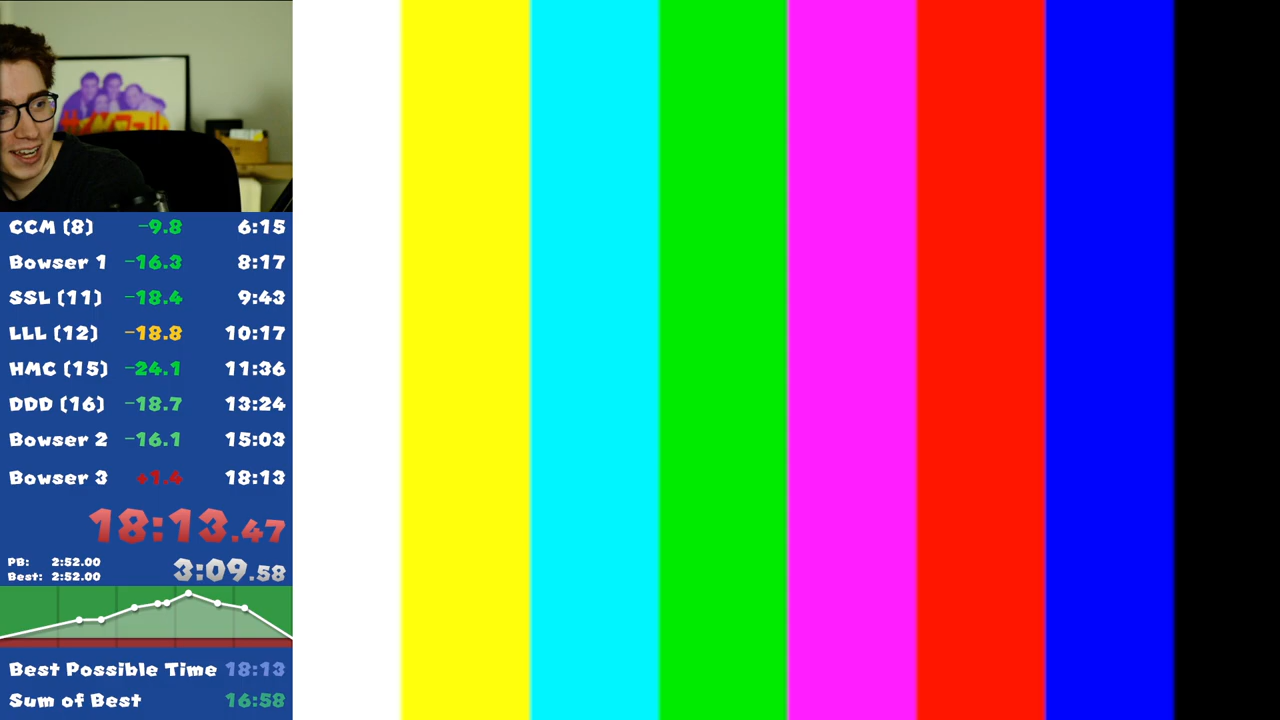 CCM (8) -9.8 6:15
Bowser 1 -16.3 8:17
SSL (11) -18.4 9:43
LLL (12) -18.8 10:17
HMC (15) -24.1 11:36
DDD (16) -18.7 13:24
Bowser 2 -16.1 15:03
Bowser 3 +1.4 18:13
18:13.47
PB: 2:52.00
Best: 2:52.00
3:09.58
Best Possible Time 18:13
Sum of Best 16:58